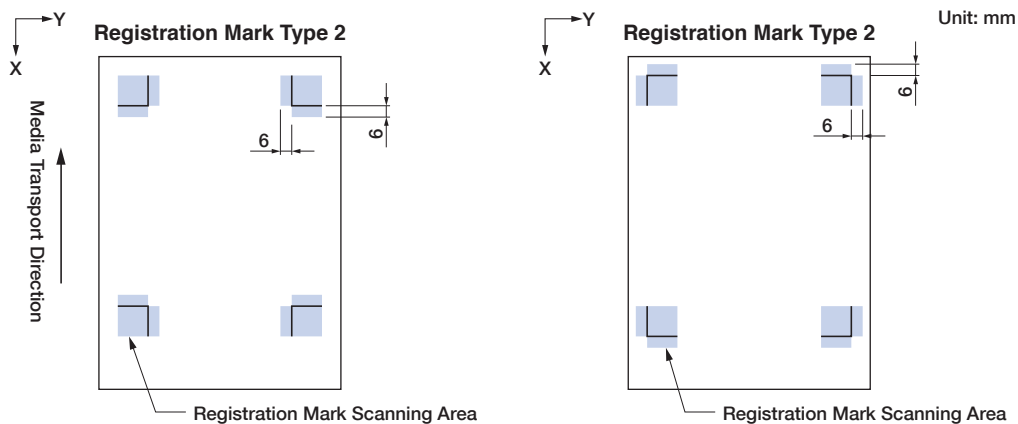 Y
X
Registration Mark Type 2
Media Transport Direction
6
6
Registration Mark Scanning Area
Unit: mm
Y
X
Registration Mark Type 2
6
6
Registration Mark Scanning Area